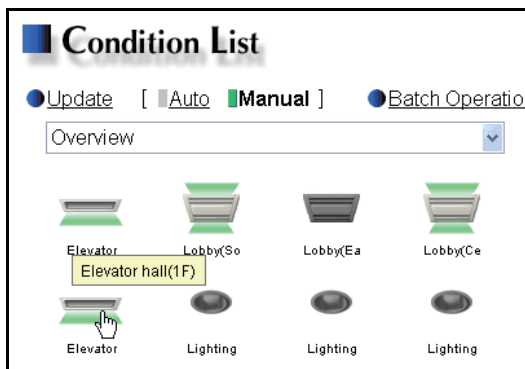 Condition List
Update [ Auto Manual ] Batch Operatio
Overview
Elevator Lobby(So Lobby(Ea Lobby(Ce
Elevator hall(1F)
Elevator Lighting Lighting Lighting